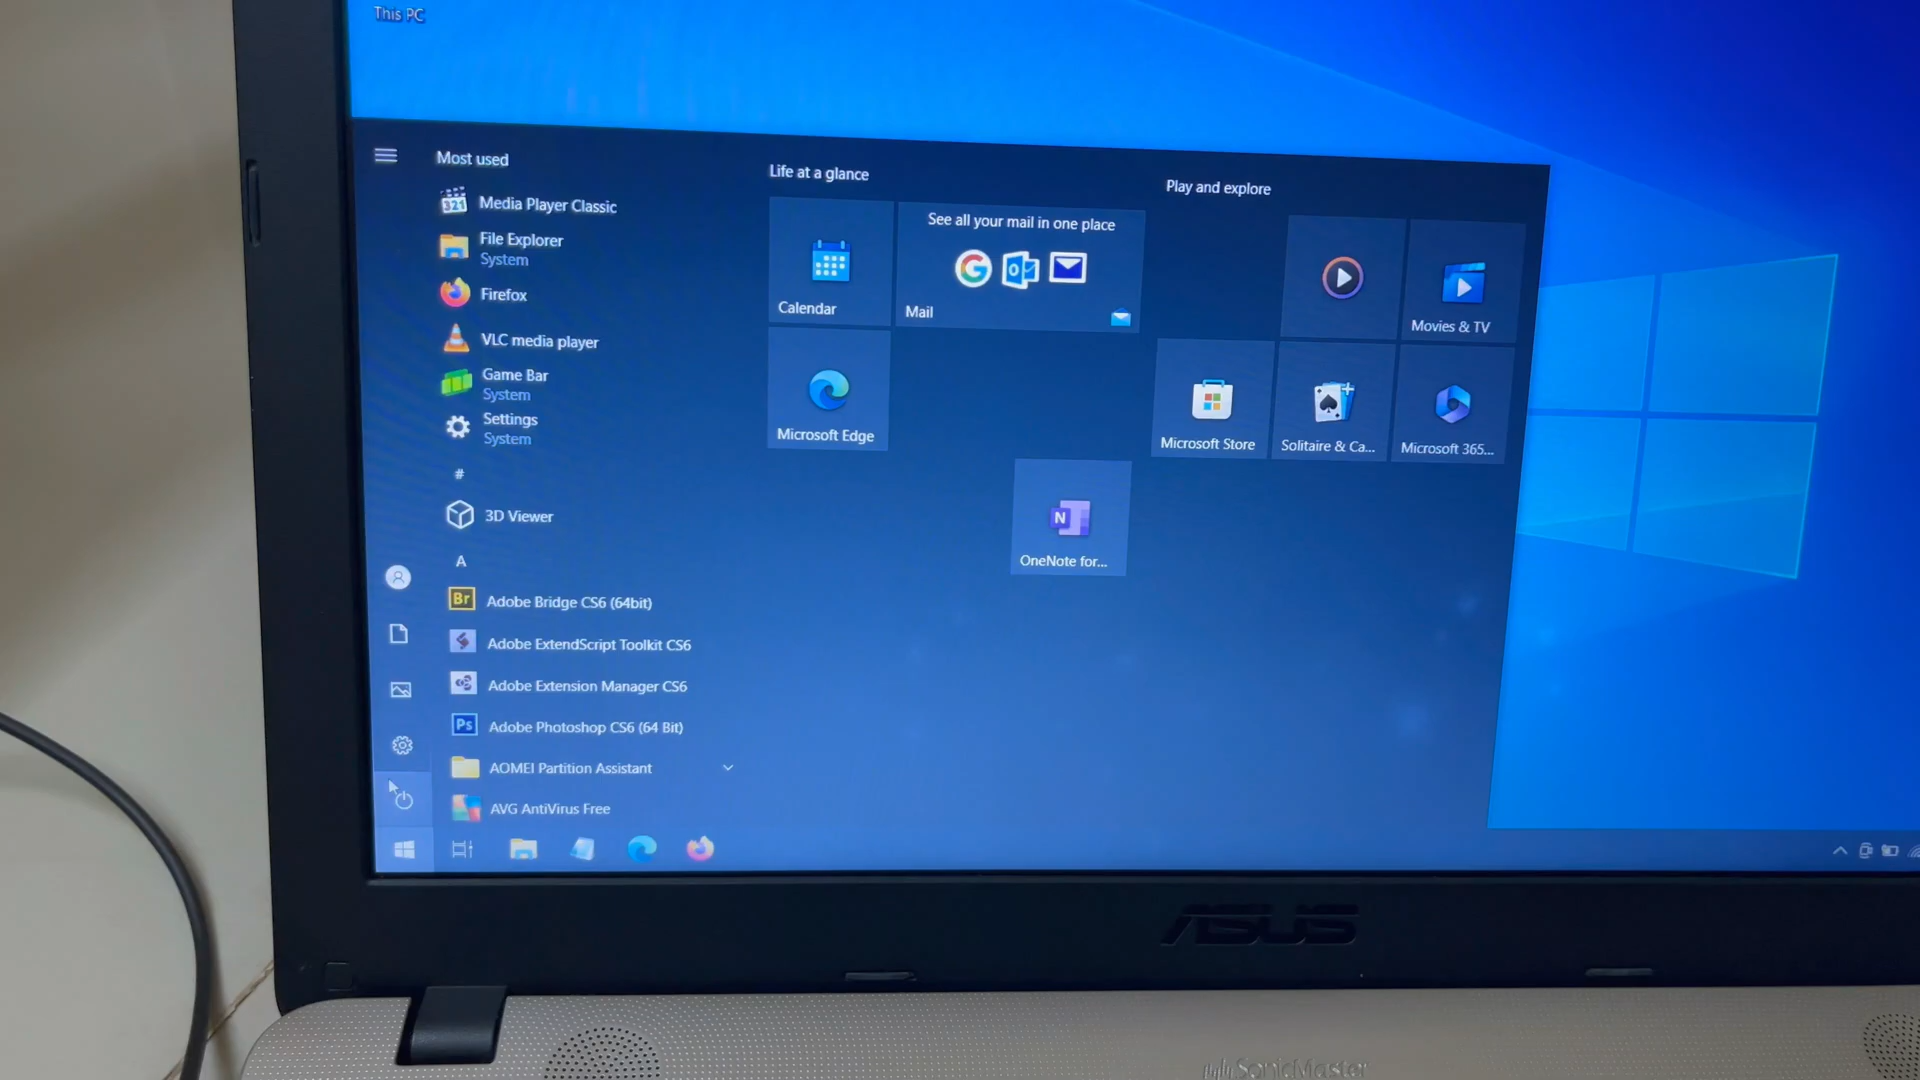 This PC
Most used
Media Player Classic
File Explorer
System
Firefox
VLC media player
Game Bar
System
Settings
System
#
3D Viewer
A
Br
Adobe Bridge CS6 (64bit)
Adobe ExtendScript Toolkit CS6
Adobe Extension Manager CS6
Ps
Adobe Photoshop CS6 (64 Bit)
AOMEI Partition Assistant
AVG AntiVirus Free
Life at a glance
Calendar
See all your mail in one place
Mail
Microsoft Edge
N
OneNote for...
Play and explore
Movies & TV
Microsoft Store
Solitaire & Ca...
Microsoft 365...
ASUS
SonicMaster